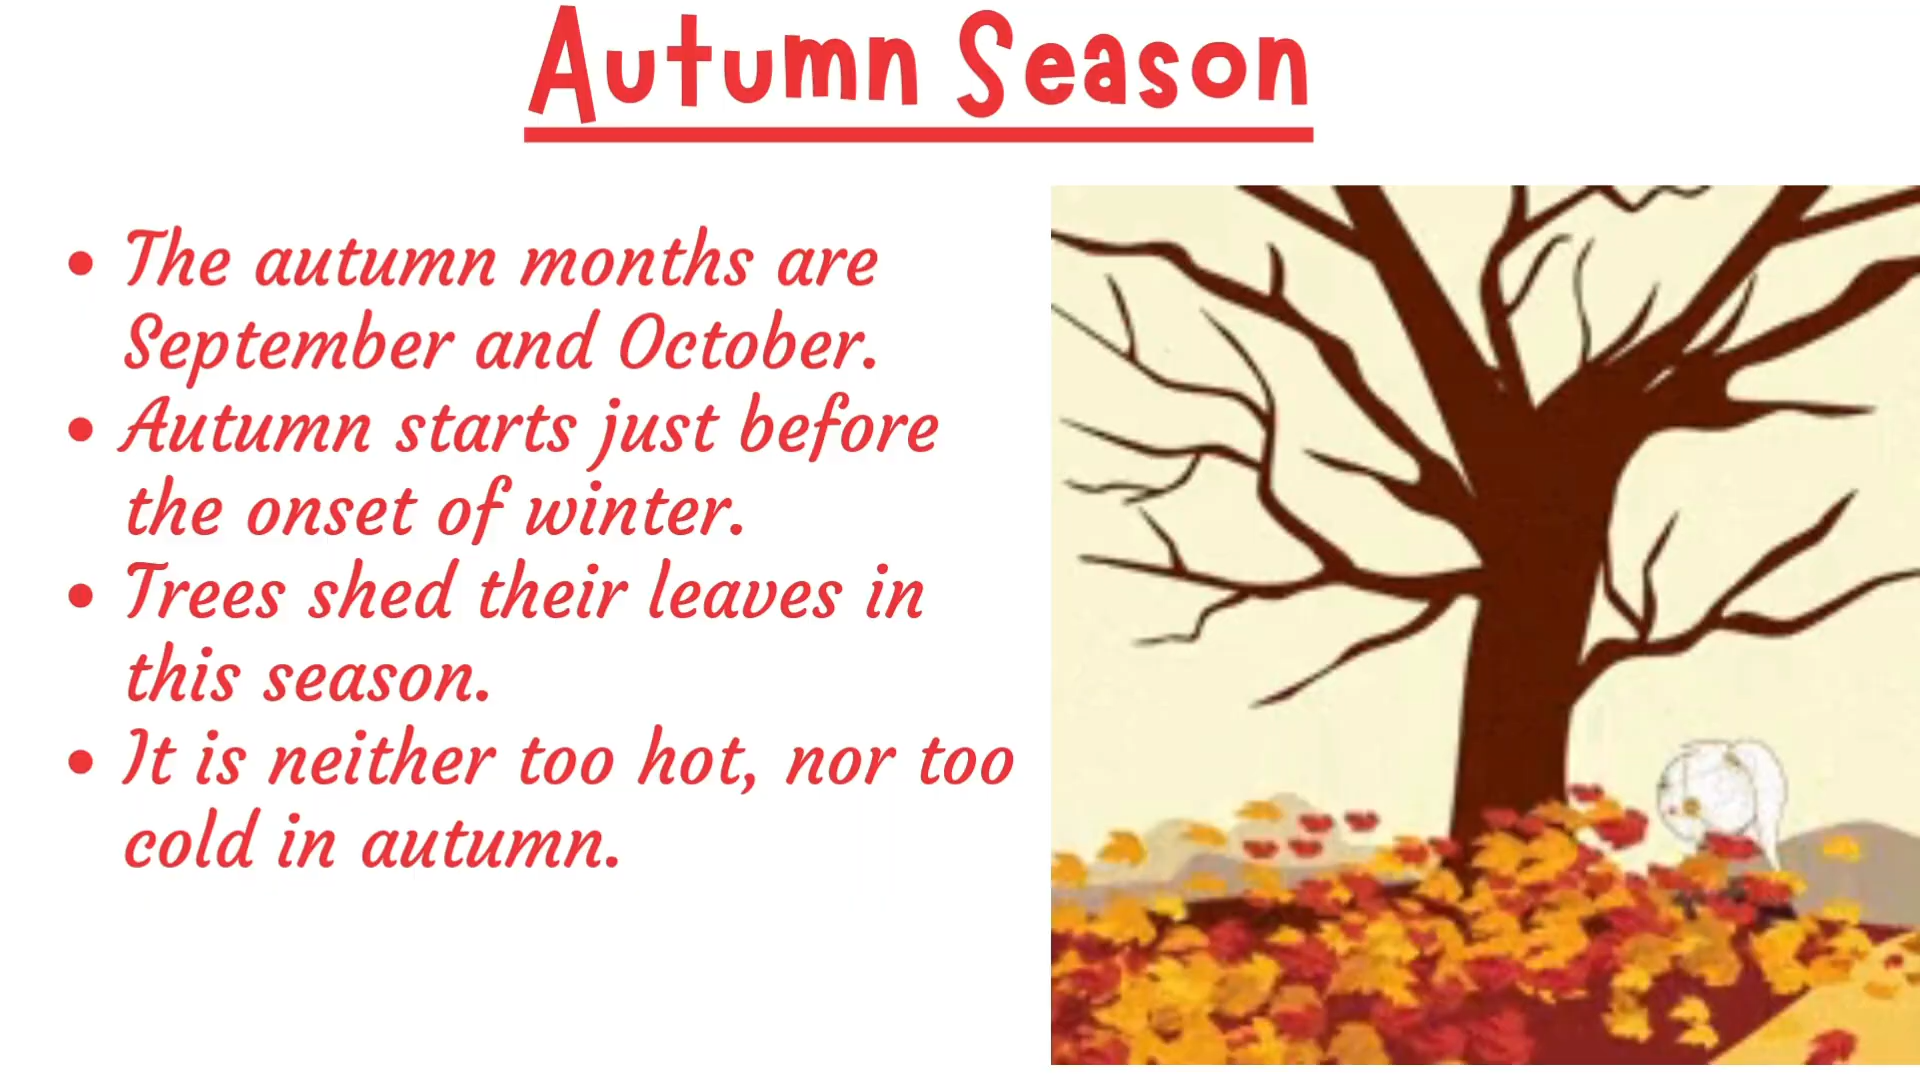 Autumn Season
• The autumn months are
September and October.
• Autumn starts just before
the onset of winter.
• Trees shed their leaves in
this season.
• It is neither too hot, nor too
cold in autumn.